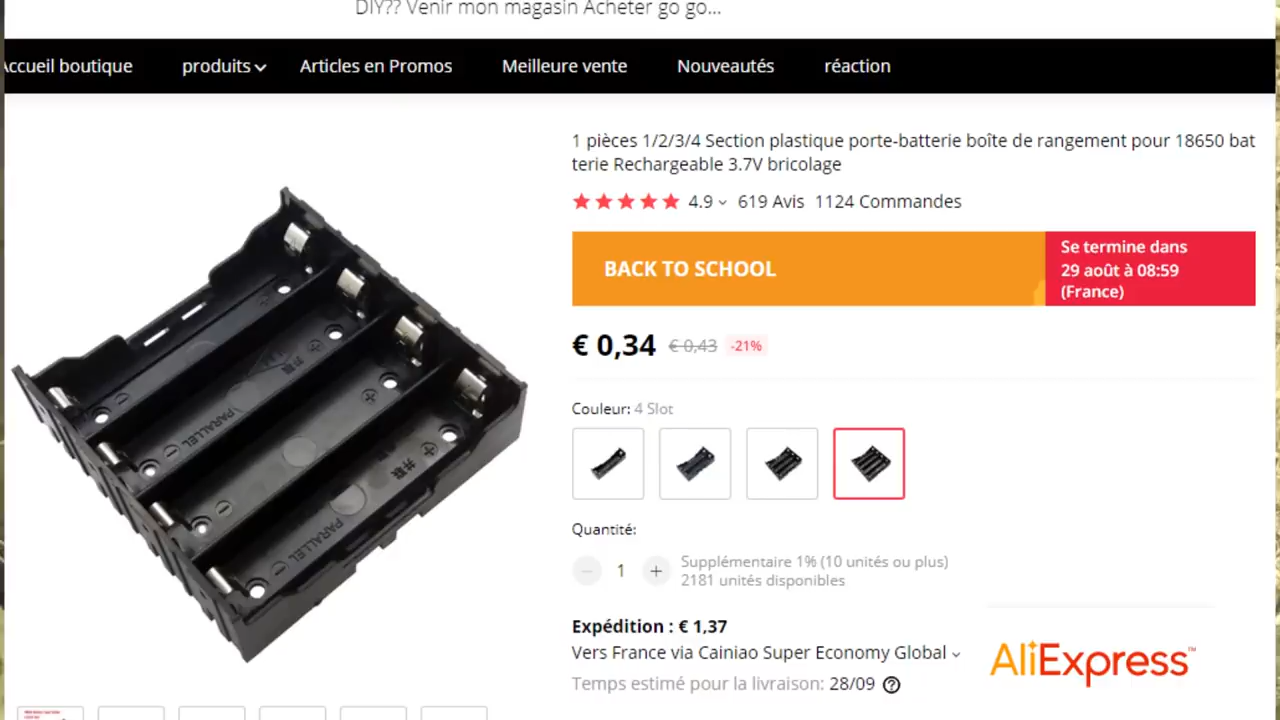 DIY?? Venir mon magasin Acheter go go...
Accueil boutique produits Articles en Promos Meilleure vente Nouveautés réaction
1 pièces 1/2/3/4 Section plastique porte-batterie boîte de rangement pour 18650 bat
terie Rechargeable 3.7V bricolage
4.9 619 Avis 1124 Commandes
BACK TO SCHOOL
Se termine dans
29 août à 08:59
(France)
€ 0,34 € 0,43 -21%
Couleur: 4 Slot
Quantité:
1
Supplémentaire 1% (10 unités ou plus)
2181 unités disponibles
Expédition : € 1,37
Vers France via Cainiao Super Economy Global
Temps estimé pour la livraison: 28/09
AliExpress™
PARALLEL
PARALLEL